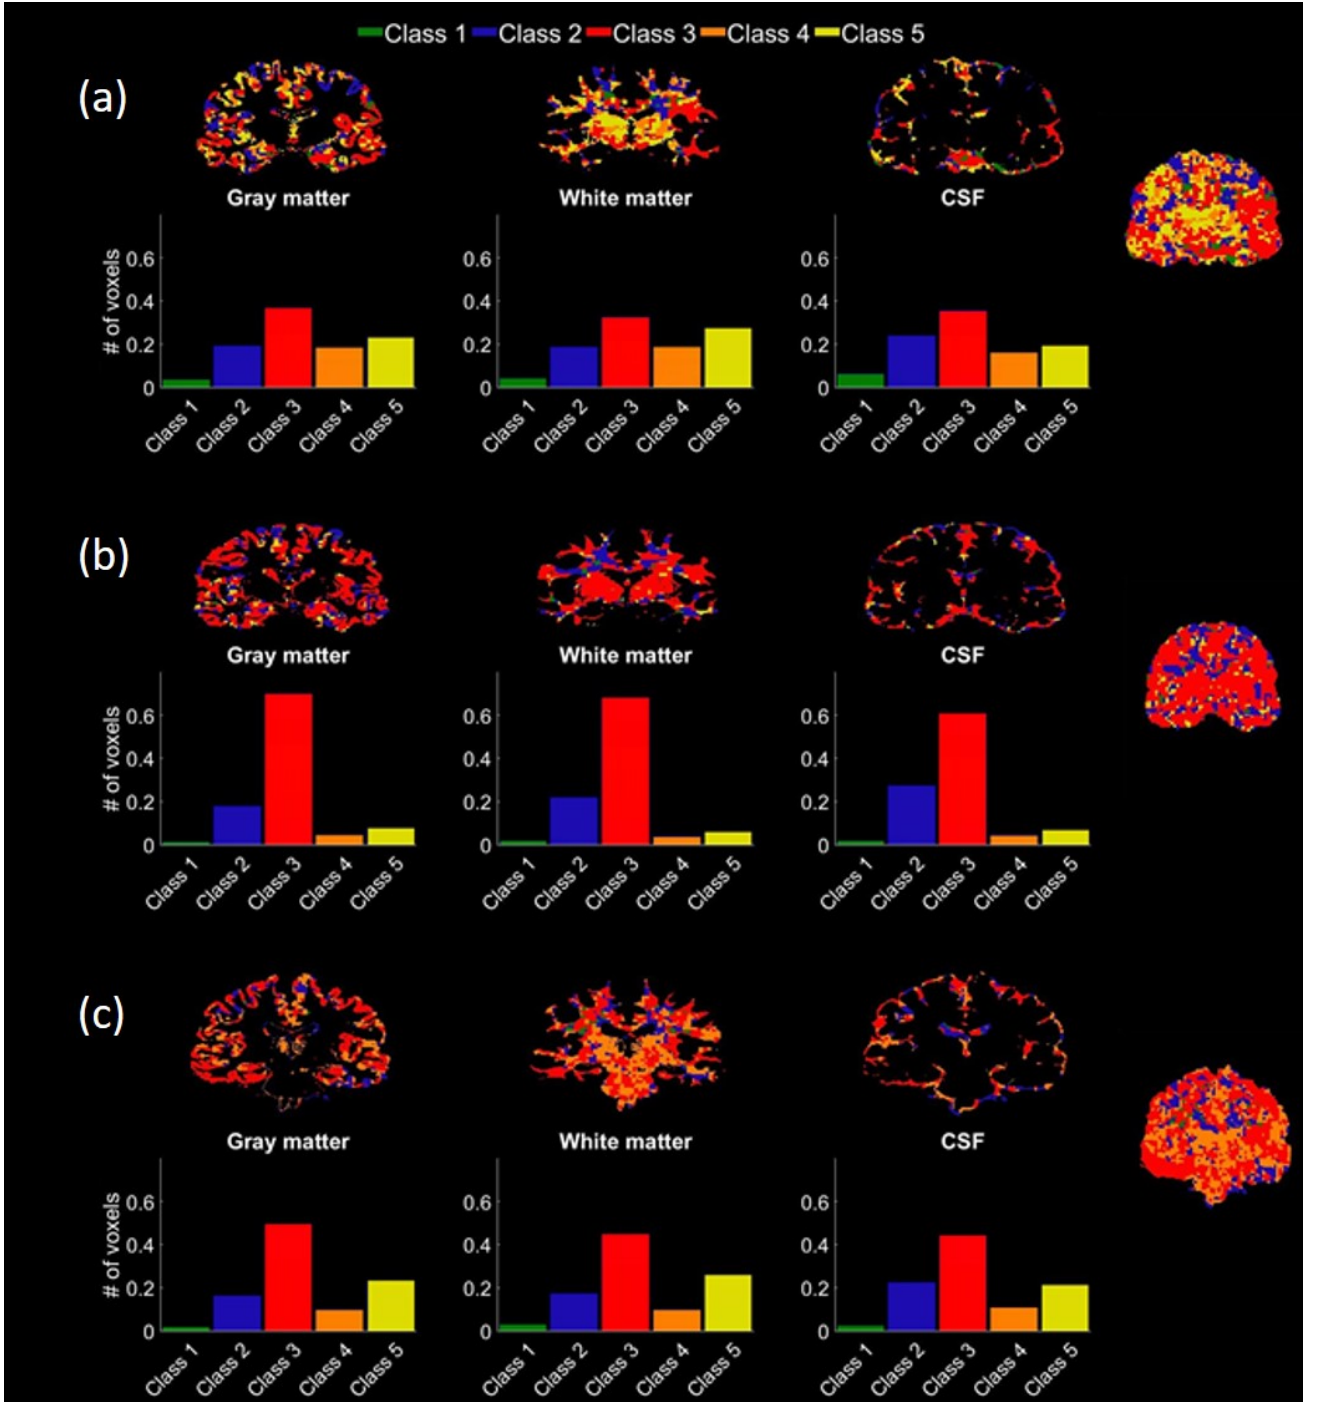 Class 1 Class 2 Class 3 Class 4 Class 5
(a)
Gray matter White matter CSF
# of voxels
0.6 0.6 0.6
0.4 0.4 0.4
0.2 0.2 0.2
0 0 0
Class 1 Class 2 Class 3 Class 4 Class 5 Class 1 Class 2 Class 3 Class 4 Class 5 Class 1 Class 2 Class 3 Class 4 Class 5
(b)
Gray matter White matter CSF
# of voxels
0.6 0.6 0.6
0.4 0.4 0.4
0.2 0.2 0.2
0 0 0
Class 1 Class 2 Class 3 Class 4 Class 5 Class 1 Class 2 Class 3 Class 4 Class 5 Class 1 Class 2 Class 3 Class 4 Class 5
(c)
Gray matter White matter CSF
# of voxels
0.6 0.6 0.6
0.4 0.4 0.4
0.2 0.2 0.2
0 0 0
Class 1 Class 2 Class 3 Class 4 Class 5 Class 1 Class 2 Class 3 Class 4 Class 5 Class 1 Class 2 Class 3 Class 4 Class 5